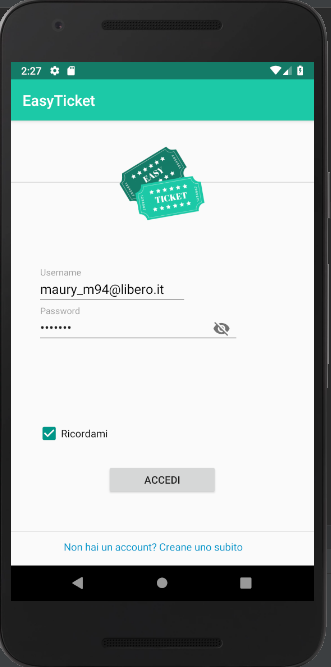 2:27
EasyTicket
EASY
TICKET
Username
maury_m94@libero.it
Password
•••••••
Ricordami
ACCEDI
Non hai un account? Creane uno subito